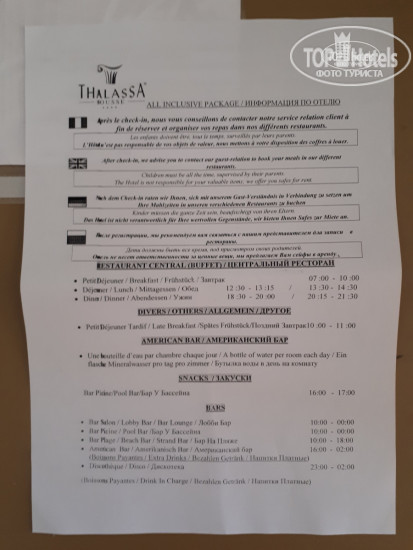 TOPHotels
ФОТО ТУРИСТА
THALASSA
SOUSSE
ALL INCLUSIVE PACKAGE / ИНФОРМАЦИЯ ПО ОТЕЛЮ
Après le check-in, nous vous conseillons de contacter notre service relation client à
fin de réserver et organiser vos repas dans nos différents restaurants.
Les enfants doivent être, tout le temps, surveillés par leurs parents.
L'Hôtel n'est pas responsable de vos objets de valeur, nous mettons à votre disposition des coffres à louer.
After check-in, we advise you to contact our guest relation to book your meals in our different
restaurants.
Children must be all the time, supervised by their parents.
The Hotel is not responsible for your valuable items; we offer you safes for rent.
Nach dem Check-in raten wir Ihnen, sich mit unserem Gast-Verständnis in Verbindung zu setzen um
Ihre Mahlzeiten in unseren verschiedenen Restaurants zu buchen
Kinder müssen die ganze Zeit sein, beaufsichtigt von ihren Eltern.
Das Hotel ist nicht verantwortlich für Ihre wertvollen Gegenstände, wir bieten Ihnen Safes zur Miete an.
После регистрации, мы рекомендуем вам связаться с нашим представителем для записи в
рестораны.
Дети должны быть все время, под присмотром своих родителей.
Отель не несет ответственности за ценные вещи, мы предлагаем Вам сейфы в аренду.
RESTAURANT CENTRAL (BUFFET) / ЦЕНТРАЛЬНЫЙ РЕСТОРАН
• Petit Déjeuner / Breakfast / Frühstück / Завтрак 07:00 - 10:00
• Déjeuner / Lunch / Mittagessen / Обед 12:30 - 13:15 / 13:30 - 14:30
• Diner / Dinner / Abendessen / Ужин 18:30 - 20:00 / 20:15 - 21:30
DIVERS / OTHERS / ALLGEMEIN / ДРУГОЕ
• Petit Déjeuner Tardif / Late Breakfast /Spätes Frühstück/Поздний Завтрак 10:00 - 11:00
AMERICAN BAR / АМЕРИКАНСКИЙ БАР
• Une bouteille d'eau par chambre chaque jour / A bottle of water per room each day / Ein
flasche Mineralwasser pro tag pro zimmer / Бутылка воды в день на комнату
SNACKS / ЗАКУСКИ
Bar Piscine/Pool Bar/Бар У Бассейна 16:00 - 17:00
BARS
• Bar Salon / Lobby Bar / Bar Lounge / Лобби Бар 10:00 - 00:00
• Bar Piscine / Pool Bar / Бар У Бассейна 10:00 - 00:00
• Bar Plage / Beach Bar / Strand Bar / Бар На Пляже 10:00 - 18:00
• American Bar / Amerikanisch Bar / Американский бар 16:00 - 02:00
(Boissons Payantes / Extra Drinks / Bezahlen Getränk / Напитки Платные)
• Discothèque / Disco / Дискотека 23:00 - 02:00
(Boissons Payantes / Drink In Charge / Bezahlen Getränk / Напитки Платные)